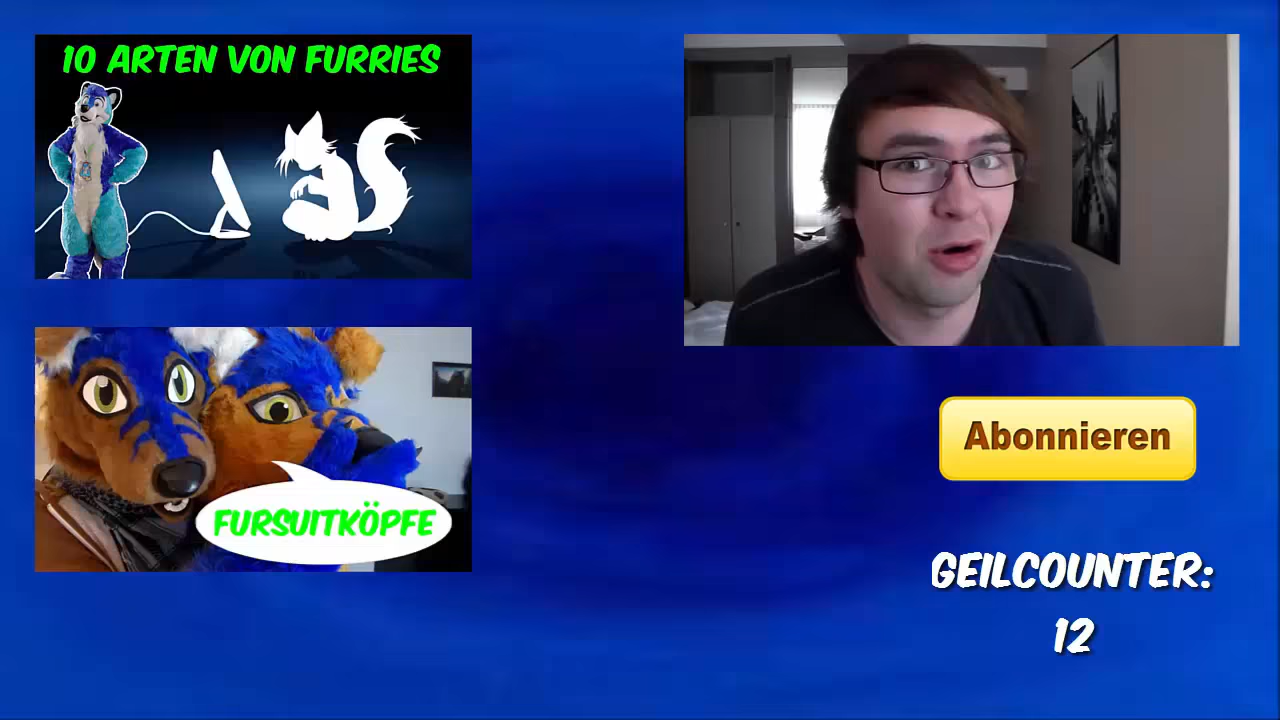 10 ARTEN VON FURRIES
FURSUITKÖPFE
Abonnieren
GEILCOUNTER:
12